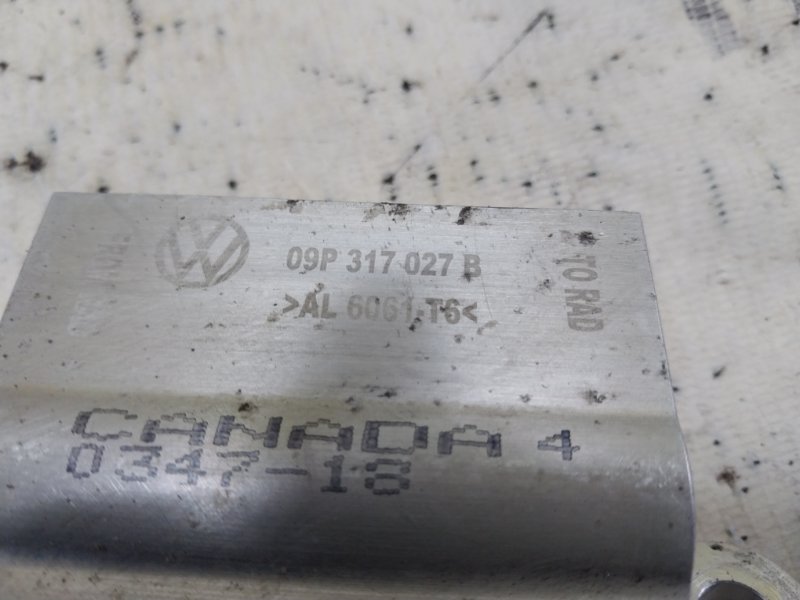 09P 317 027 B
>AL 6061-T6<
TO RAD
CANADA 4
0347-18